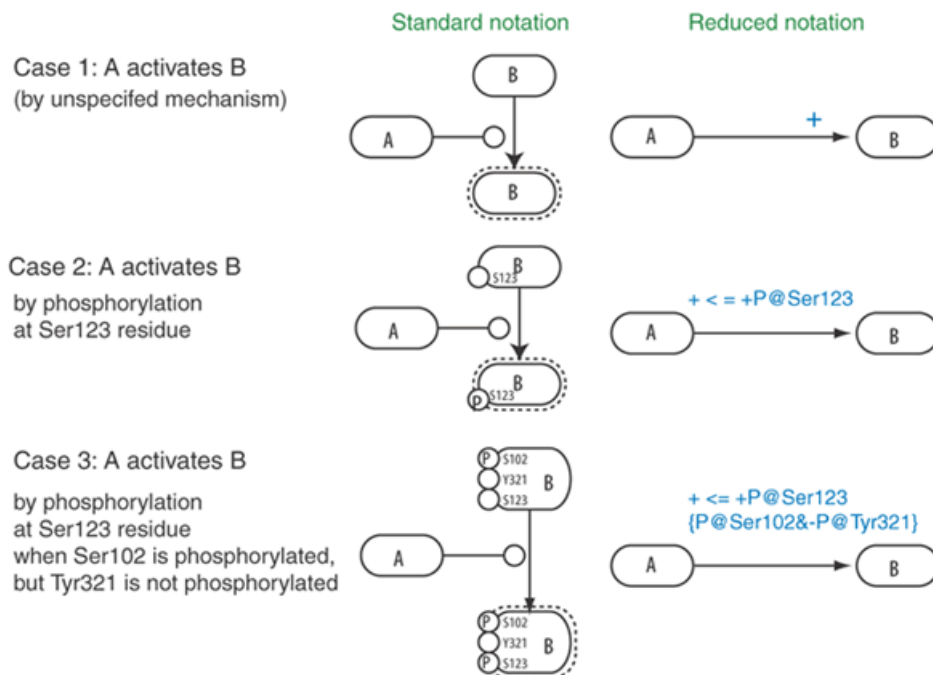 Standard notation
Reduced notation
Case 1: A activates B
(by unspecifed mechanism)
B
A
B
A
+
B
Case 2: A activates B
by phosphorylation
at Ser123 residue
B
S123
A
B
S123
P
+ < = +P@Ser123
A
B
Case 3: A activates B
by phosphorylation
at Ser123 residue
when Ser102 is phosphorylated,
but Tyr321 is not phosphorylated
P S102
Y321
S123
B
A
P S102
Y321
P S123
B
+ <= +P@Ser123
{P@Ser102&-P@Tyr321}
A
B